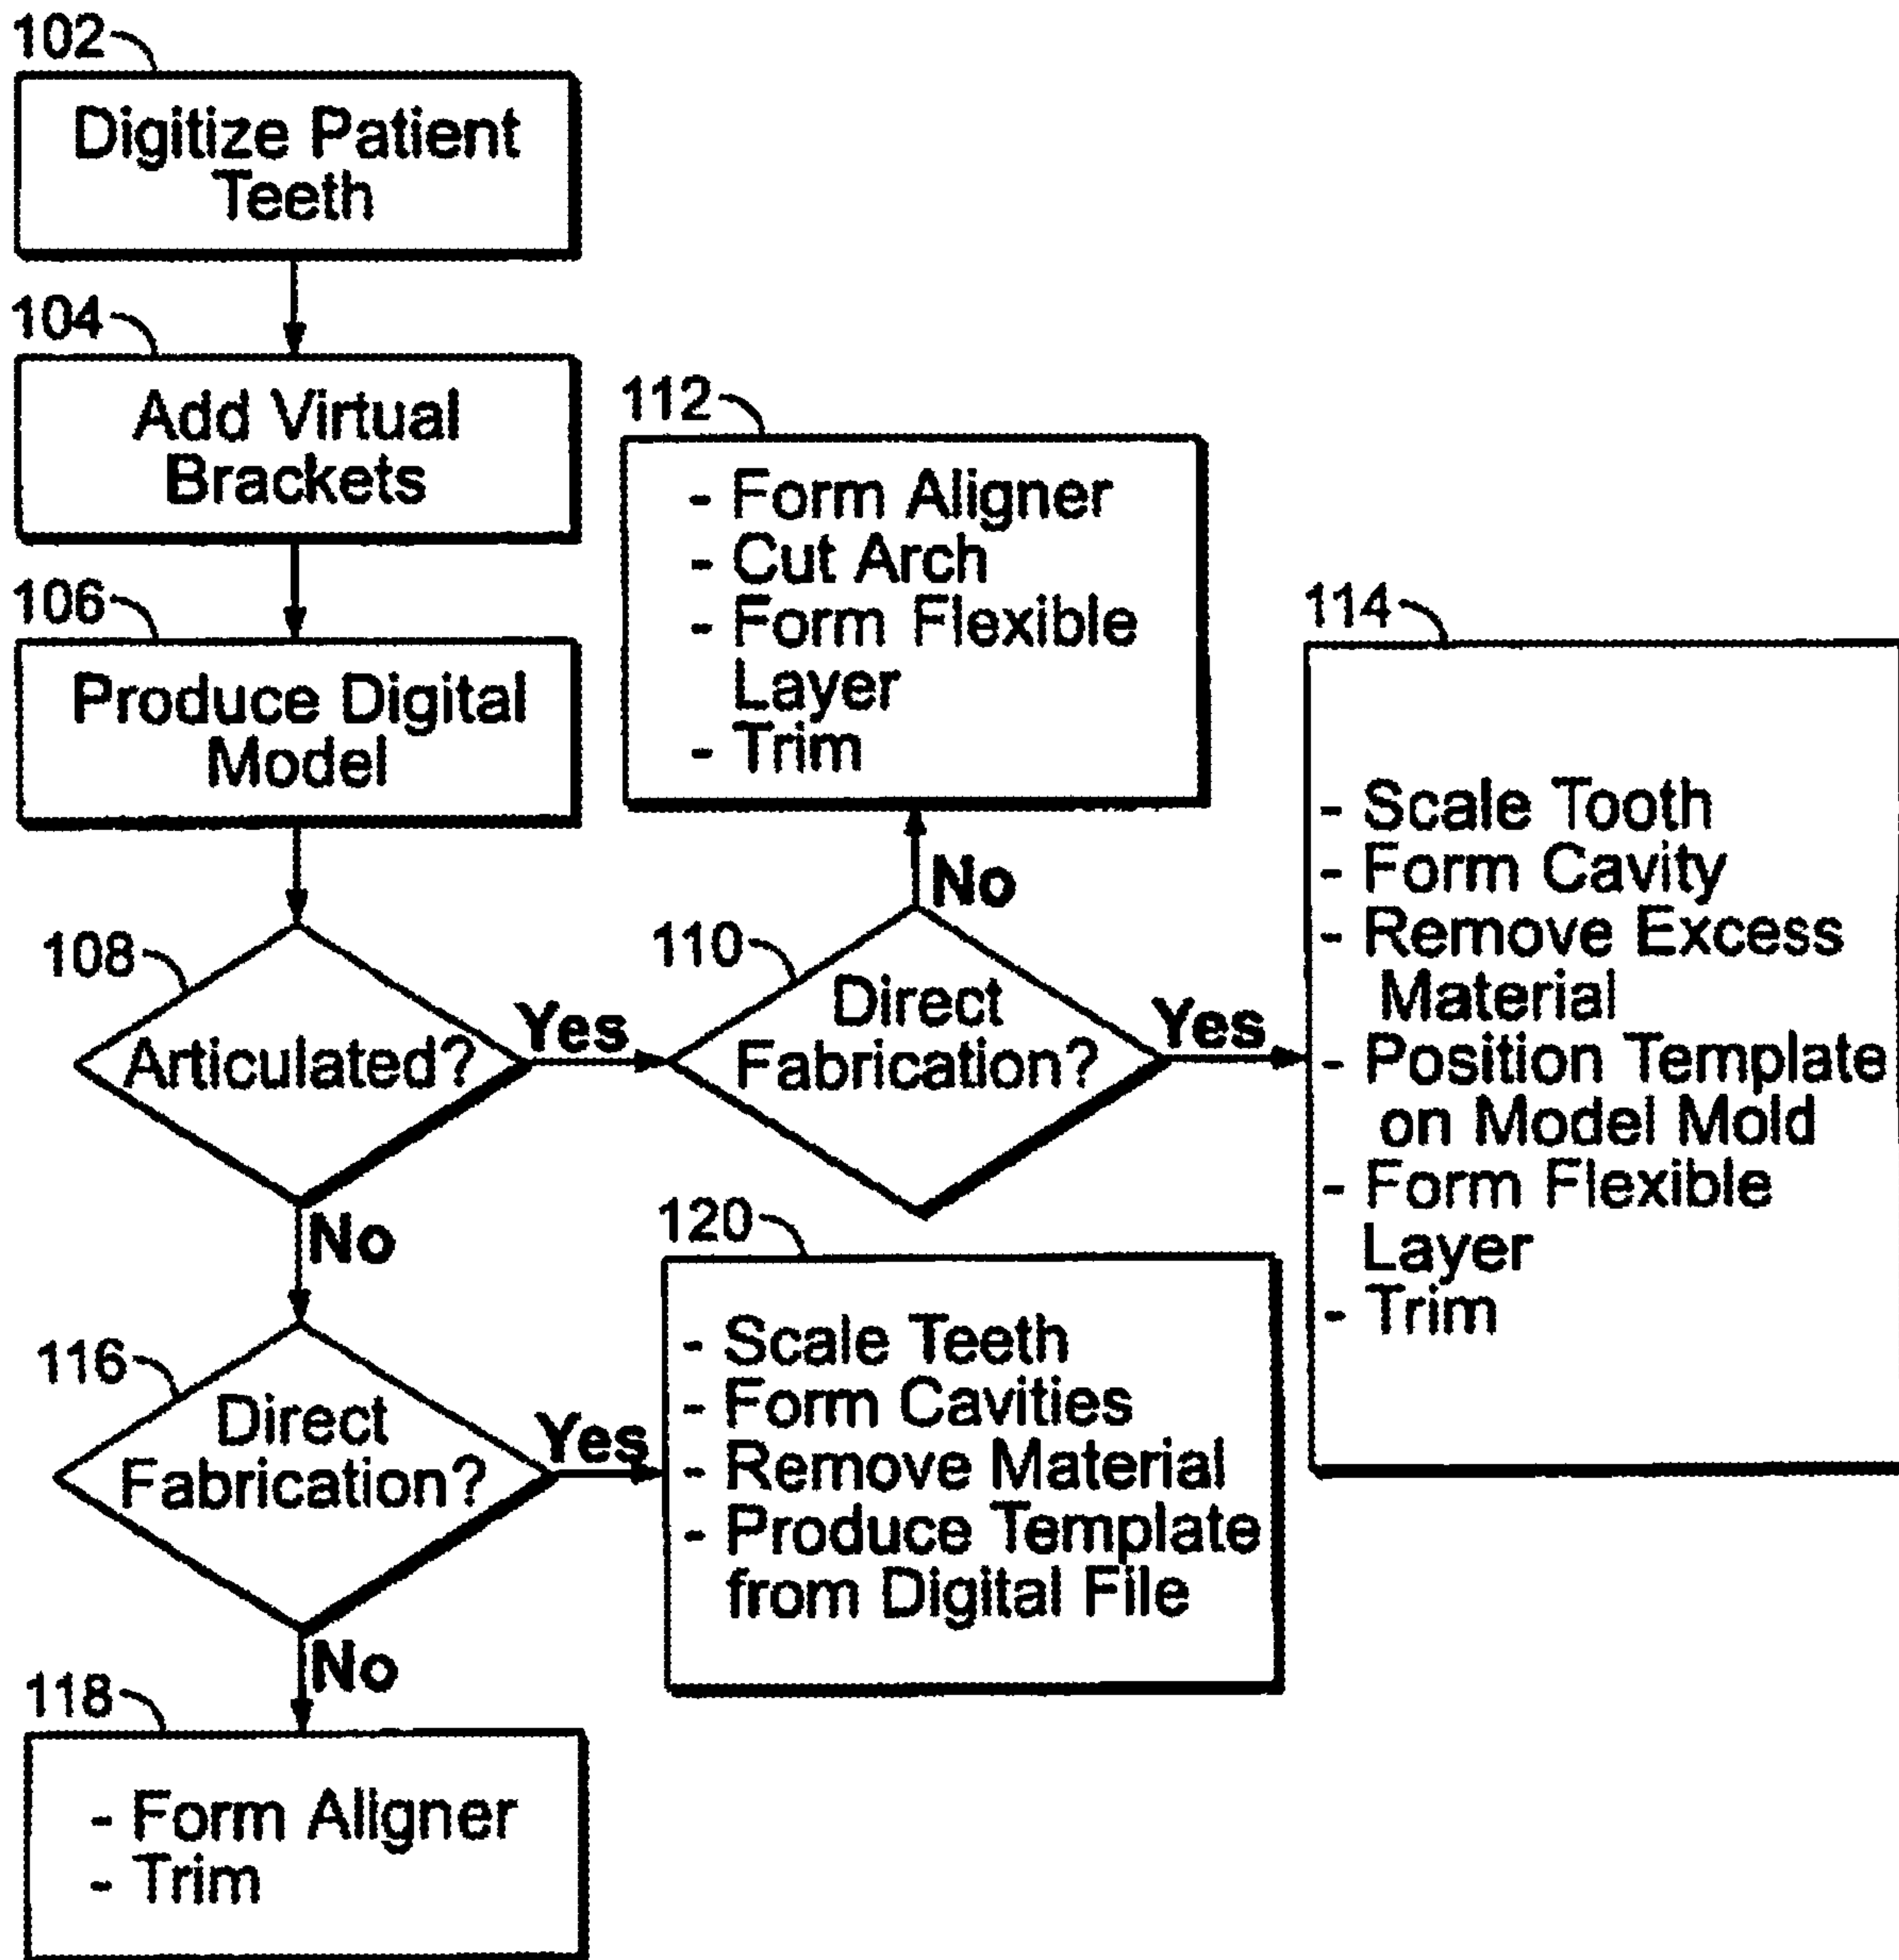 102
Digitize Patient
Teeth
104
Add Virtual
Brackets
106
Produce Digital
Model
108
Articulated?
Yes
No
110
Direct
Fabrication?
No
Yes
112
- Form Aligner
- Cut Arch
- Form Flexible
Layer
- Trim
114
- Scale Tooth
- Form Cavity
- Remove Excess
Material
- Position Template
on Model Mold
- Form Flexible
Layer
- Trim
116
Direct
Fabrication?
Yes
No
120
- Scale Teeth
- Form Cavities
- Remove Material
- Produce Template
from Digital File
118
- Form Aligner
- Trim